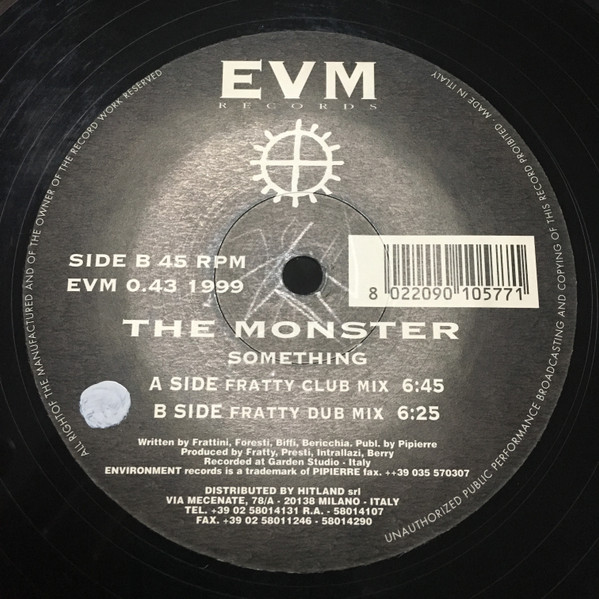 EVM
RECORDS
SIDE B 45 RPM
EVM 0.43 1999
8 022090 105771
THE MONSTER
SOMETHING
A SIDE FRATTY CLUB MIX 6:45
B SIDE FRATTY DUB MIX 6:25
Written by Frattini, Foresti, Biffi, Bericchia. Publ. by Pipierre
Produced by Fratty, Presti, Intrallazi, Berry
Recorded at Garden Studio - Italy
ENVIRONMENT records is a trademark of PIPIERRE fax. ++39 035 570307
DISTRIBUTED BY HITLAND srl
VIA MECENATE, 78/A - 20138 MILANO - ITALY
TEL. +39 02 58014131 R.A. - 58014107
FAX. +39 02 58011246 - 58014290
ALL RIGHTOF THE MANUFACTURED AND OF THE OWNER OF THE RECORD WORK RESERVED
UNAUTHORIZED PUBLIC PERFORMANCE BROADCASTING AND COPYING OF THIS RECORD PROIBITED - MADE IN ITLALY